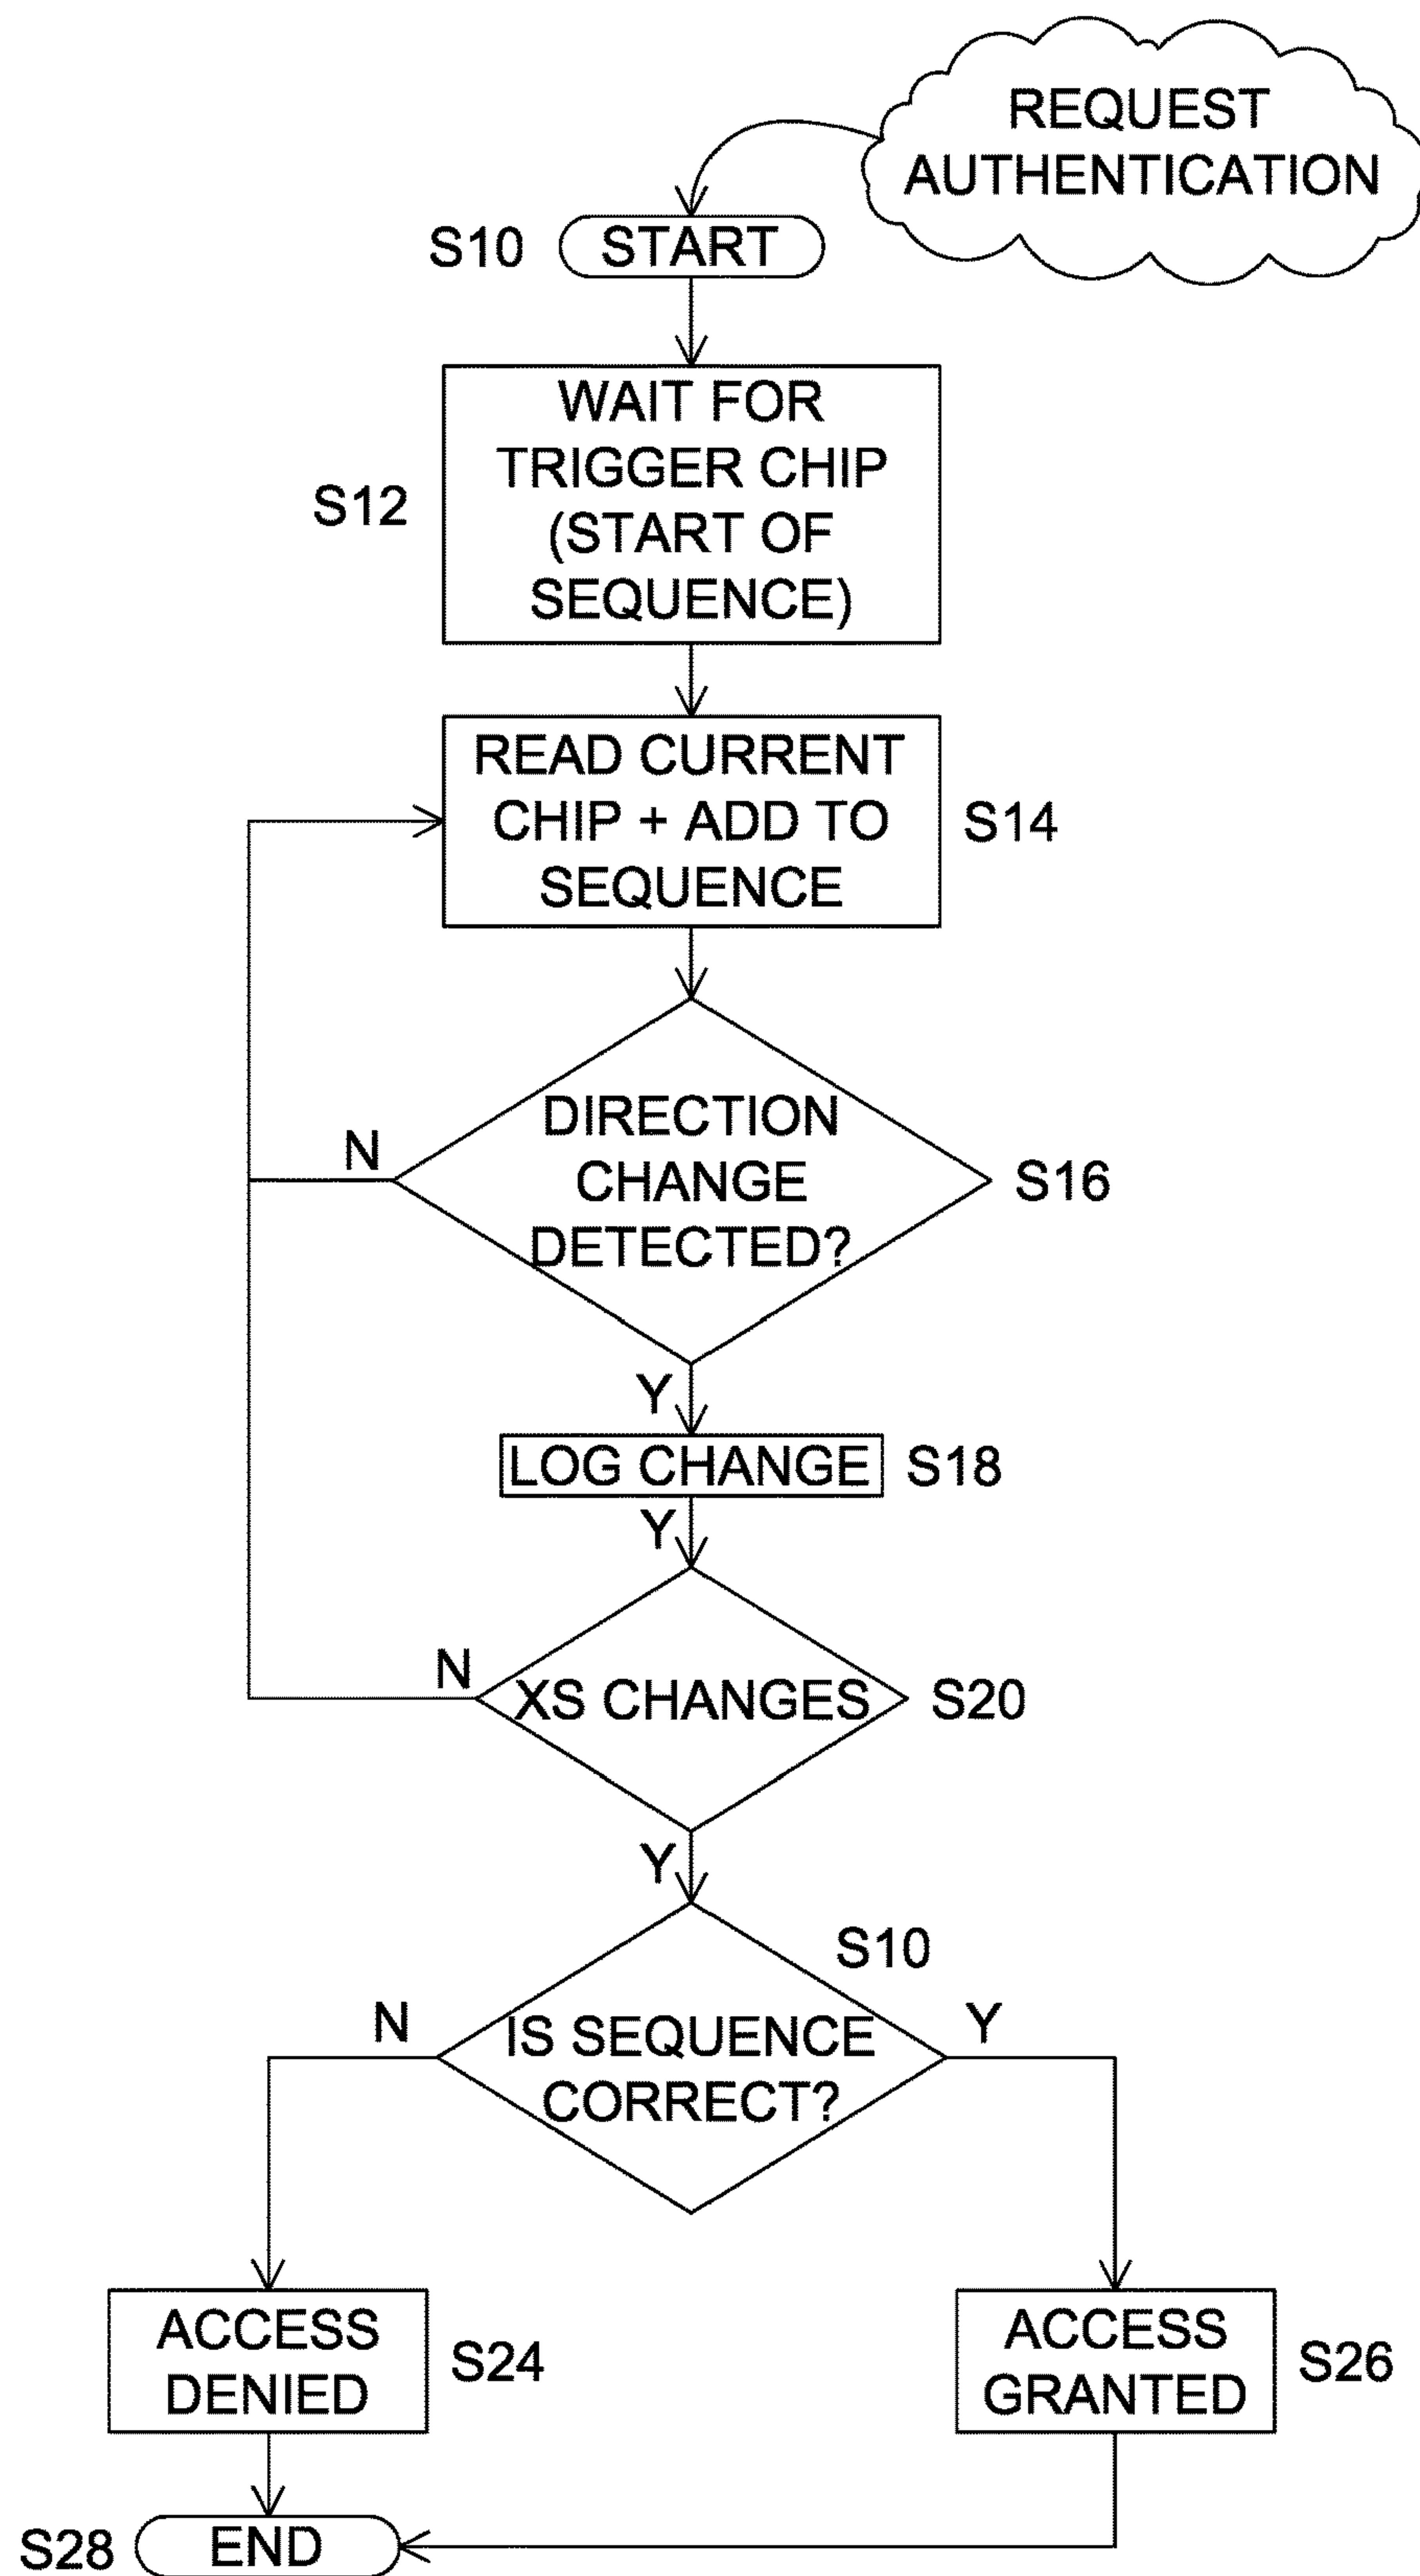 REQUEST
AUTHENTICATION
S10
START
WAIT FOR
TRIGGER CHIP
(START OF
SEQUENCE)
S12
READ CURRENT
CHIP + ADD TO
SEQUENCE
S14
DIRECTION
CHANGE
DETECTED?
N
S16
Y
LOG CHANGE
S18
Y
N
XS CHANGES
S20
Y
S10
N
IS SEQUENCE
CORRECT?
Y
ACCESS
DENIED
S24
ACCESS
GRANTED
S26
S28
END